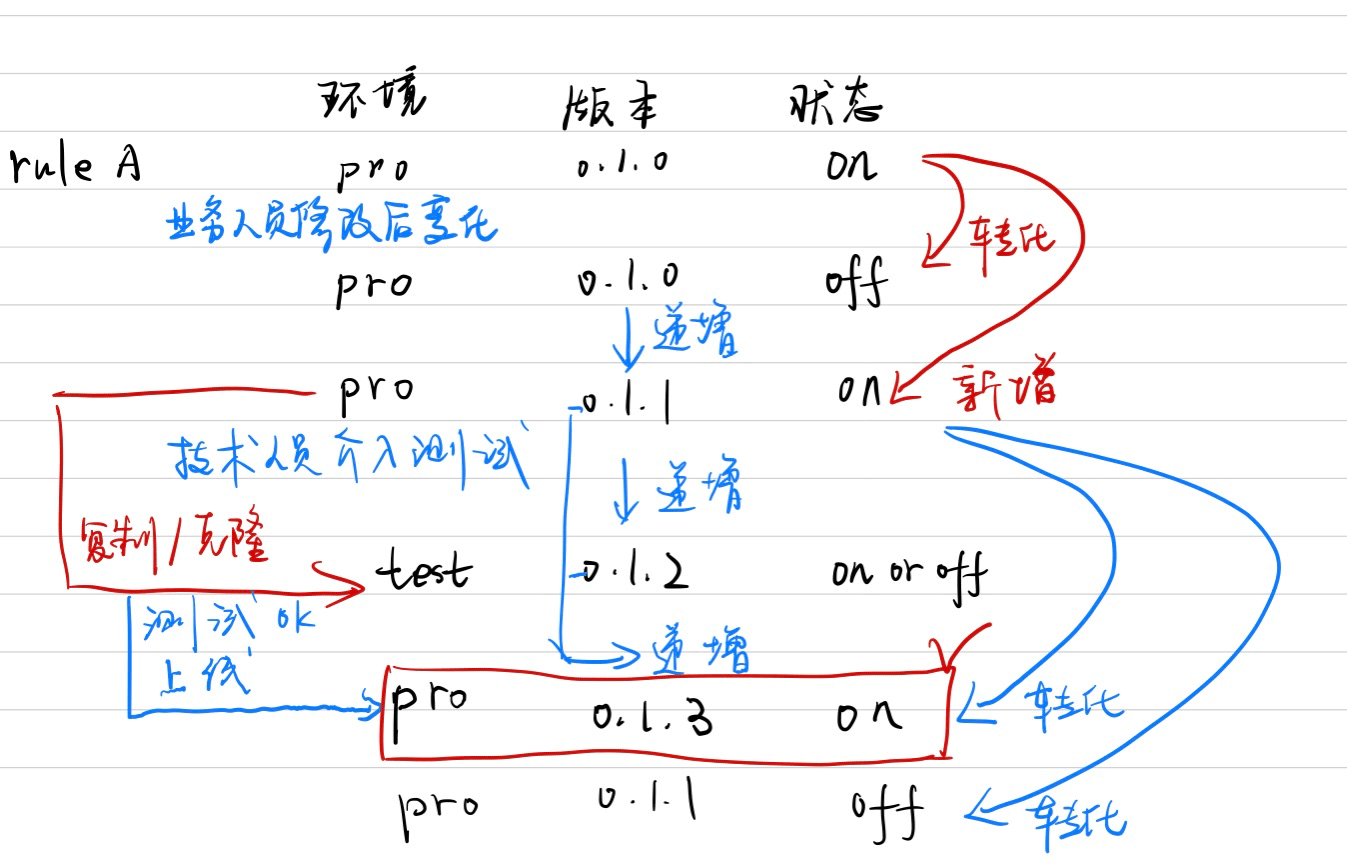 环境 版本 状态
rule A pro 0.1.0 on
业务人员修改后变化
转化
pro 0.1.0 off
递增
pro 0.1.1 on 新增
技术人员介入测试
递增
复制/克隆
test 0.1.2 on or off
测试ok
上线
递增
pro 0.1.3 on 转化
pro 0.1.1 off 转化